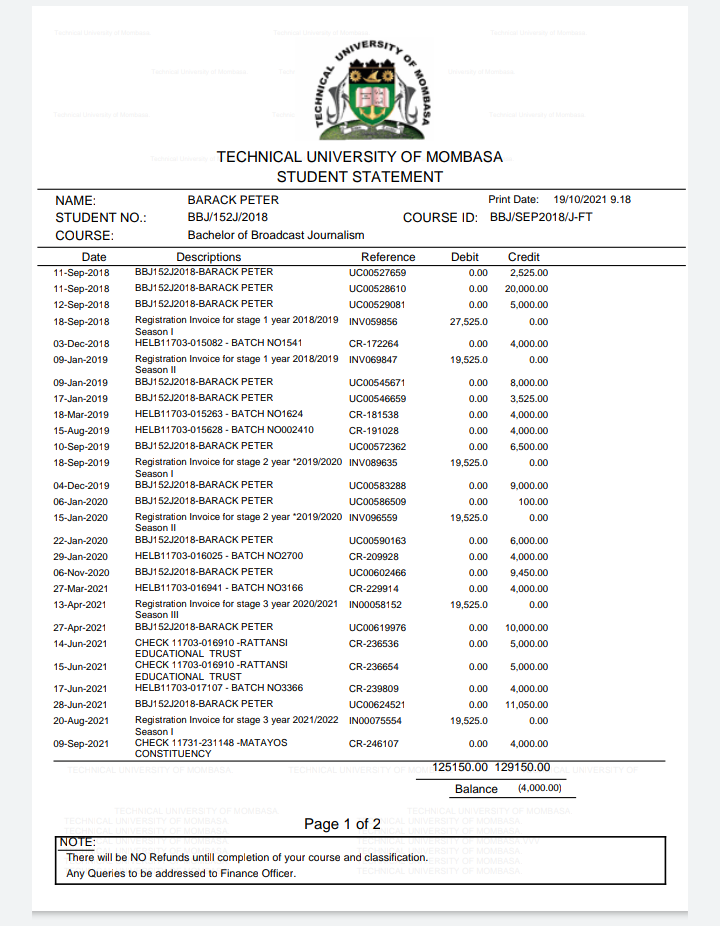 TECHNICAL UNIVERSITY OF MOMBASA
TECHNICAL UNIVERSITY OF MOMBASA
STUDENT STATEMENT
NAME: BARACK PETER Print Date: 19/10/2021 9.18
STUDENT NO.: BBJ/152J/2018 COURSE ID: BBJ/SEP2018/J-FT
COURSE: Bachelor of Broadcast Journalism
Date Descriptions Reference Debit Credit
11-Sep-2018 BBJ152J2018-BARACK PETER UC00527659 0.00 2,525.00
11-Sep-2018 BBJ152J2018-BARACK PETER UC00528610 0.00 20,000.00
12-Sep-2018 BBJ152J2018-BARACK PETER UC00529081 0.00 5,000.00
18-Sep-2018 Registration Invoice for stage 1 year 2018/2019 INV059856 27,525.0 0.00
Season I
03-Dec-2018 HELB11703-015082 - BATCH NO1541 CR-172264 0.00 4,000.00
09-Jan-2019 Registration Invoice for stage 1 year 2018/2019 INV069847 19,525.0 0.00
Season II
09-Jan-2019 BBJ152J2018-BARACK PETER UC00545671 0.00 8,000.00
17-Jan-2019 BBJ152J2018-BARACK PETER UC00546659 0.00 3,525.00
18-Mar-2019 HELB11703-015263 - BATCH NO1624 CR-181538 0.00 4,000.00
15-Aug-2019 HELB11703-015628 - BATCH NO002410 CR-191028 0.00 4,000.00
10-Sep-2019 BBJ152J2018-BARACK PETER UC00572362 0.00 6,500.00
18-Sep-2019 Registration Invoice for stage 2 year *2019/2020 INV089635 19,525.0 0.00
Season I
04-Dec-2019 BBJ152J2018-BARACK PETER UC00583288 0.00 9,000.00
06-Jan-2020 BBJ152J2018-BARACK PETER UC00586509 0.00 100.00
15-Jan-2020 Registration Invoice for stage 2 year *2019/2020 INV096559 19,525.0 0.00
Season II
22-Jan-2020 BBJ152J2018-BARACK PETER UC00590163 0.00 6,000.00
29-Jan-2020 HELB11703-016025 - BATCH NO2700 CR-209928 0.00 4,000.00
06-Nov-2020 BBJ152J2018-BARACK PETER UC00602466 0.00 9,450.00
27-Mar-2021 HELB11703-016941 - BATCH NO3166 CR-229914 0.00 4,000.00
13-Apr-2021 Registration Invoice for stage 3 year 2020/2021 IN00058152 19,525.0 0.00
Season III
27-Apr-2021 BBJ152J2018-BARACK PETER UC00619976 0.00 10,000.00
14-Jun-2021 CHECK 11703-016910 -RATTANSI CR-236536 0.00 5,000.00
EDUCATIONAL TRUST
15-Jun-2021 CHECK 11703-016910 -RATTANSI CR-236654 0.00 5,000.00
EDUCATIONAL TRUST
17-Jun-2021 HELB11703-017107 - BATCH NO3366 CR-239809 0.00 4,000.00
28-Jun-2021 BBJ152J2018-BARACK PETER UC00624521 0.00 11,050.00
20-Aug-2021 Registration Invoice for stage 3 year 2021/2022 IN00075554 19,525.0 0.00
Season I
09-Sep-2021 CHECK 11731-231148 -MATAYOS CR-246107 0.00 4,000.00
CONSTITUENCY
125150.00 129150.00
Balance (4,000.00)
Page 1 of 2
NOTE:
There will be NO Refunds untill completion of your course and classification.
Any Queries to be addressed to Finance Officer.